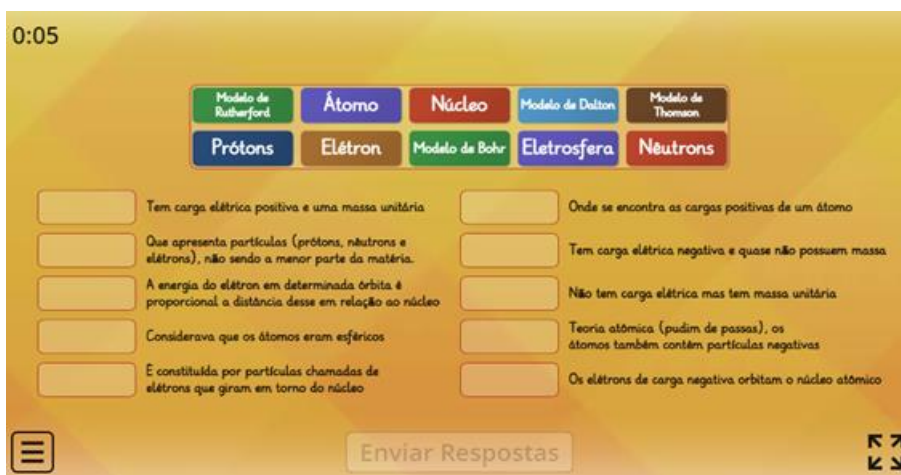 0:05
Modelo de
Rutherford
Átomo
Núcleo
Modelo de Dalton
Modelo de
Thomson
Prótons
Elétron
Modelo de Bohr
Eletrosfera
Nêutrons
Tem carga elétrica positiva e uma massa unitária
Que apresenta partículas (prótons, nêutrons e
elétrons), não sendo a menor parte da matéria.
A energia do elétron em determinada órbita é
proporcional a distância desse em relação ao núcleo
Considerava que os átomos eram esféricos
É constituída por partículas chamadas de
elétrons que giram em torno do núcleo
Onde se encontra as cargas positivas de um átomo
Tem carga elétrica negativa e quase não possuem massa
Não tem carga elétrica mas tem massa unitária
Teoria atômica (pudim de passas), os
átomos também contêm partículas negativas
Os elétrons de carga negativa orbitam o núcleo atômico
Enviar Respostas